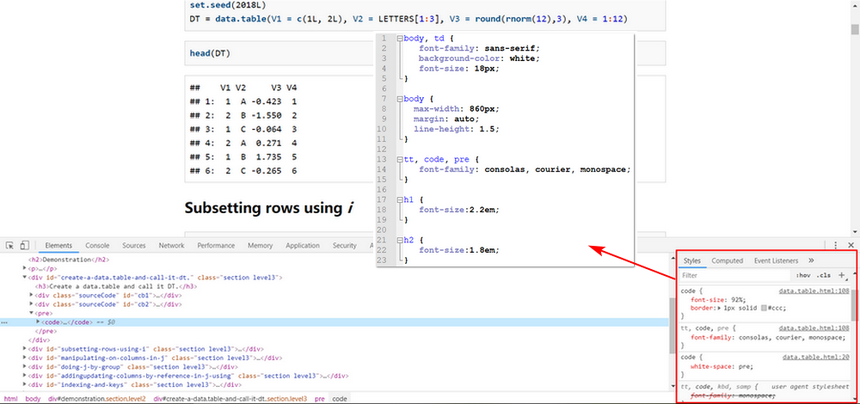 set.seed(2018L)
DT = data.table(V1 = c(1L, 2L), V2 = LETTERS[1:3], V3 = round(rnorm(12),3), V4 = 1:12)
head(DT)
##    V1 V2     V3 V4
## 1:  1  A -0.423  1
## 2:  2  B -1.550  2
## 3:  1  C -0.064  3
## 4:  2  A  0.271  4
## 5:  1  B  1.735  5
## 6:  2  C -0.265  6
Subsetting rows using i
1 body, td {
2 font-family: sans-serif;
3 background-color: white;
4 font-size: 18px;
5 }
6
7 body {
8 max-width: 860px;
9 margin: auto;
10 line-height: 1.5;
11 }
12
13 tt, code, pre {
14 font-family: consolas, courier, monospace;
15 }
16
17 h1 {
18 font-size:2.2em;
19 }
20
21 h2 {
22 font-size:1.8em;
23 }
Elements Console Sources Network Performance Memory Application Security
<h2>Demonstration</h2>
<p>…</p>
<div id="create-a-data.table-and-call-it-dt." class="section level3">
<h3>Create a data.table and call it DT.</h3>
<div class="sourceCode" id="cb1">…</div>
<div class="sourceCode" id="cb2">…</div>
<pre>
… <code>…</code> == $0
</pre>
</div>
<div id="subsetting-rows-using-i" class="section level3">…</div>
<div id="manipulating-on-columns-in-j" class="section level3">…</div>
<div id="doing-j-by-group" class="section level3">…</div>
<div id="addingupdating-columns-by-reference-in-j-using" class="section level3">…</div>
<div id="indexing-and-keys" class="section level3">…</div>
html body div#demonstration.section.level2 div#create-a-data.table-and-call-it-dt.section.level3 pre code
Styles Computed Event Listeners »
Filter :hov .cls +
code { data.table.html:108
font-size: 92%;
border: 1px solid #ccc;
}
tt, code, pre { data.table.html:108
font-family: consolas, courier, monospace;
}
code { data.table.html:20
white-space: pre;
}
tt, code, kbd, samp { user agent stylesheet
font-family: monospace;